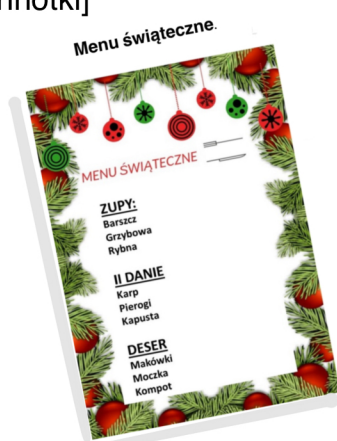 Menu świąteczne.
MENU ŚWIĄTECZNE
ZUPY:
Barszcz
Grzybowa
Rybna
II DANIE
Karp
Pierogi
Kapusta
DESER
Makówki
Moczka
Kompot